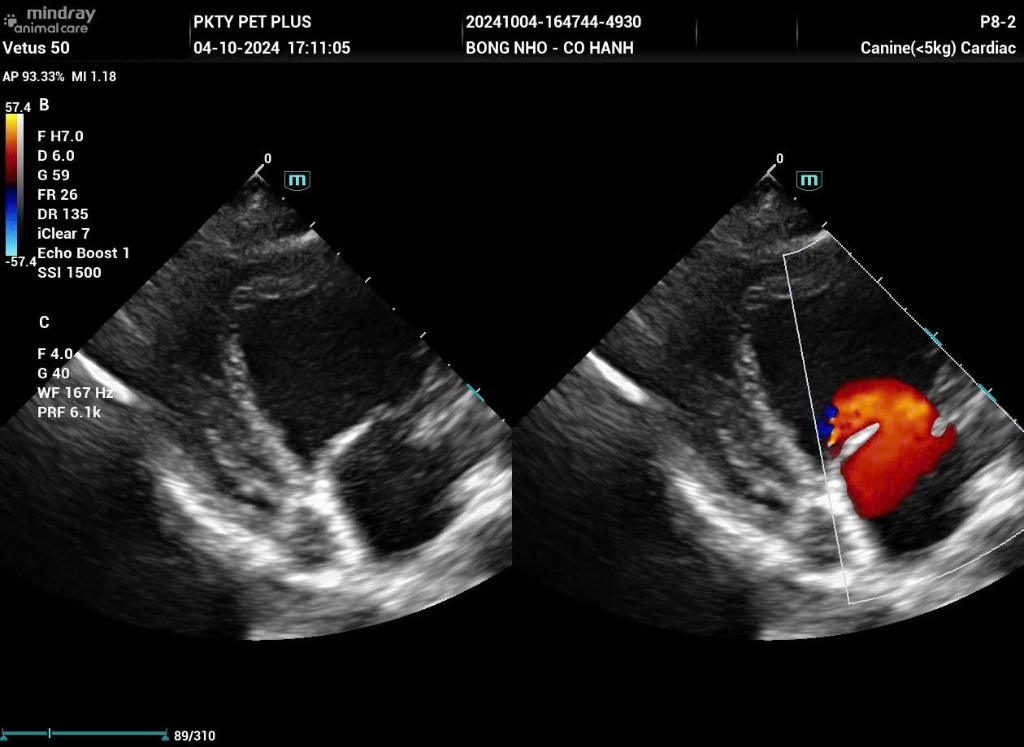 mindray
animal care
Vetus 50
PKTY PET PLUS
04-10-2024 17:11:05
20241004-164744-4930
BONG NHO - CO HANH
P8-2
Canine(<5kg) Cardiac
AP 93.33% MI 1.18
57.4
B
F H7.0
D 6.0
G 59
FR 26
DR 135
iClear 7
Echo Boost 1
-57.4
SSI 1500
C
F 4.0
G 40
WF 167 Hz
PRF 6.1k
0
m
0
m
89/310